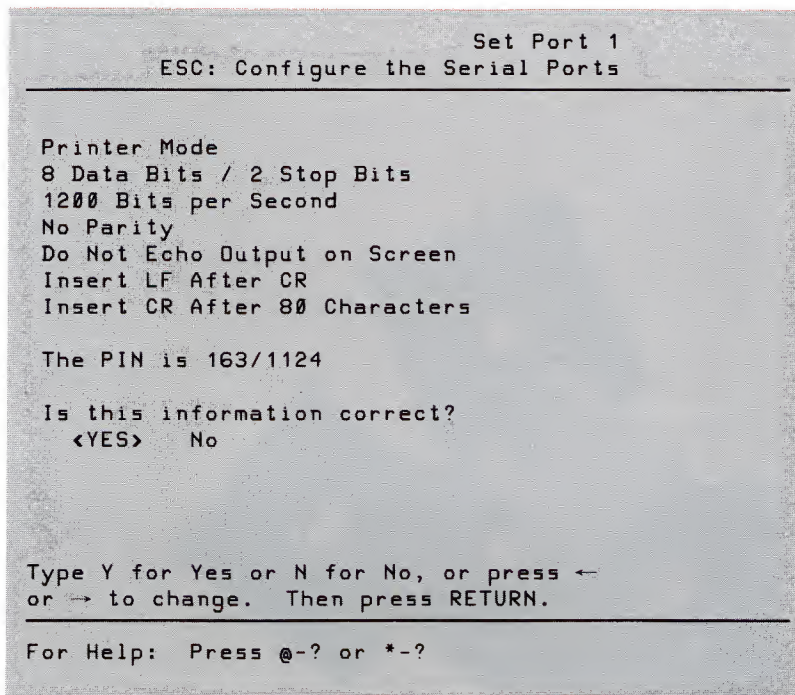 Set Port 1
ESC: Configure the Serial Ports
Printer Mode
8 Data Bits / 2 Stop Bits
1200 Bits per Second
No Parity
Do Not Echo Output on Screen
Insert LF After CR
Insert CR After 80 Characters
The PIN is 163/1124
Is this information correct?
<YES> No
Type Y for Yes or N for No, or press ←
or → to change. Then press RETURN.
For Help: Press @-? or *-?